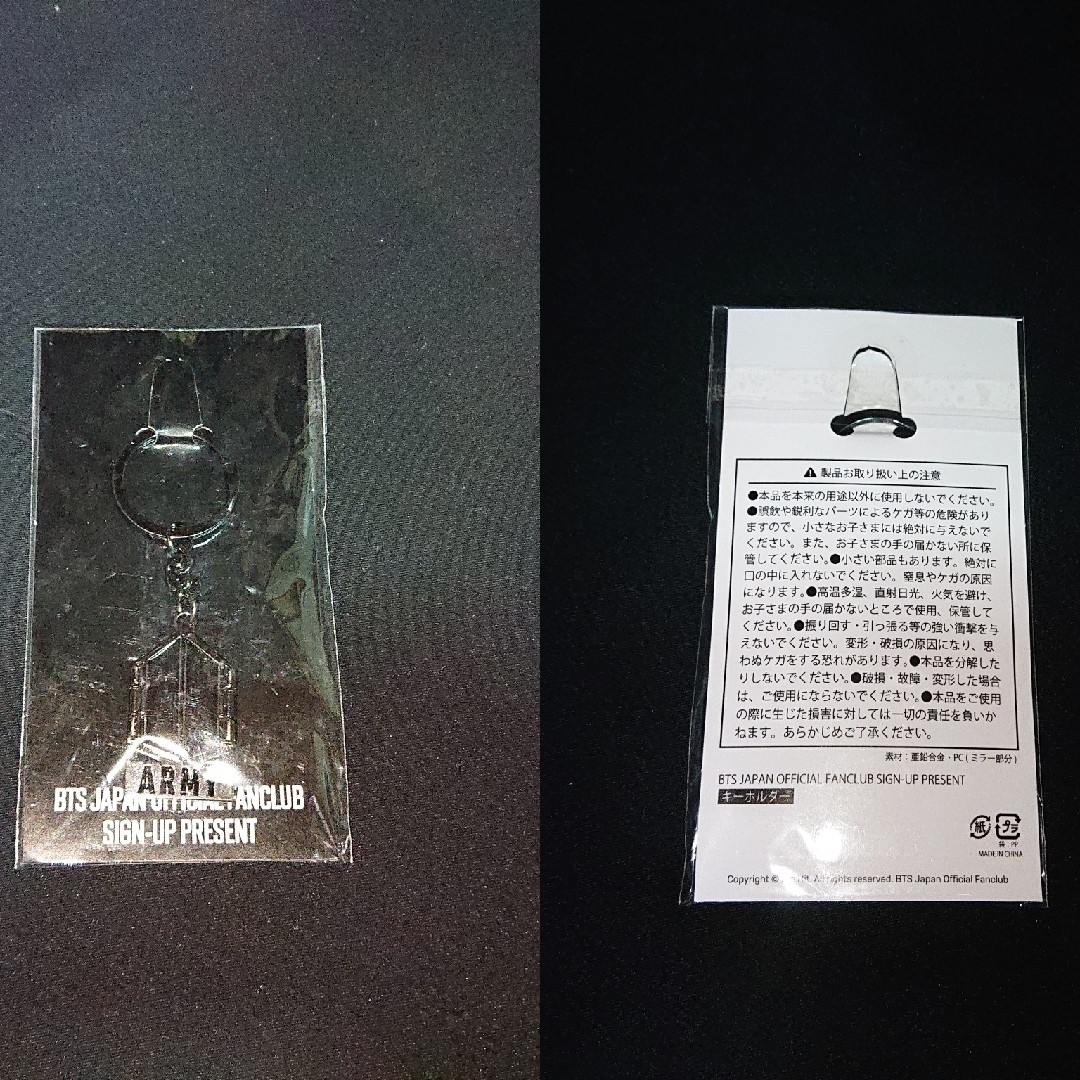 ARMY
BTS JAPAN OFFICIAL FANCLUB
SIGN-UP PRESENT
製品お取り扱い上の注意
●本品を本来の用途以外に使用しないでください。
●誤飲や鋭利なパーツによるケガ等の危険があり
ますので、小さなお子さまには絶対に与えないで
ください。また、お子さまの手の届かない所に保
管してください。●小さい部品もあります。絶対に
口の中に入れないでください。窒息やケガの原因
になります。●高温多湿、直射日光、火気を避け、
お子さまの手の届かないところで使用、保管して
ください。●振り回す・引っ張る等の強い衝撃を与
えないでください。変形・破損の原因になり、思
わぬケガをする恐れがあります。●本品を分解した
りしないでください。●破損・故障・変形した場合
は、ご使用にならないでください。●本品をご使用
の際に生じた損害に対しては一切の責任を負いか
ねます。あらかじめご了承ください。
素材：亜鉛合金・PC(ミラー部分)
BTS JAPAN OFFICIAL FANCLUB SIGN-UP PRESENT
キーホルダー
紙 プラ
袋：PP
MADE IN CHINA
Copyright © All rights reserved. BTS Japan Official Fanclub